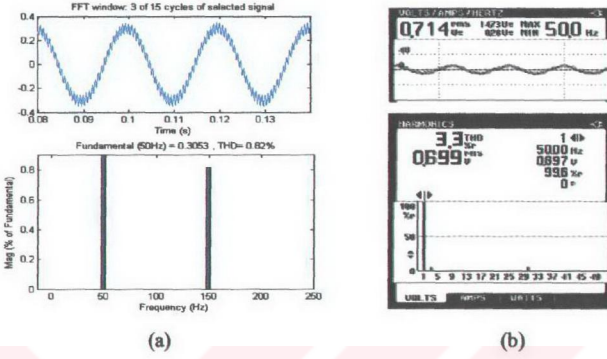 FFT window: 3 of 15 cycles of selected signal
0.4
0.2
0
-0.2
-0.4
0.08 0.09 0.1 0.11 0.12 0.13
Time (s)
Fundamental (50Hz) = 0.3053 , THD= 0.82%
Mag (% of Fundamental)
0.8
0.6
0.4
0.2
0
0 50 100 150 200 250
Frequency (Hz)
(a)
VOLTS/AMPS/HERTZ
0,714 rms MAX 50,0 Hz
MIN
HARMONICS
3,3 THD %r
0,699 rms V
1
50,00 Hz
0,697 V
99,6 %r
0 °
100
%r
50
0
1 5 9 13 17 21 25 29 33 37 41 45 49
VOLTS AMPS WATTS
(b)